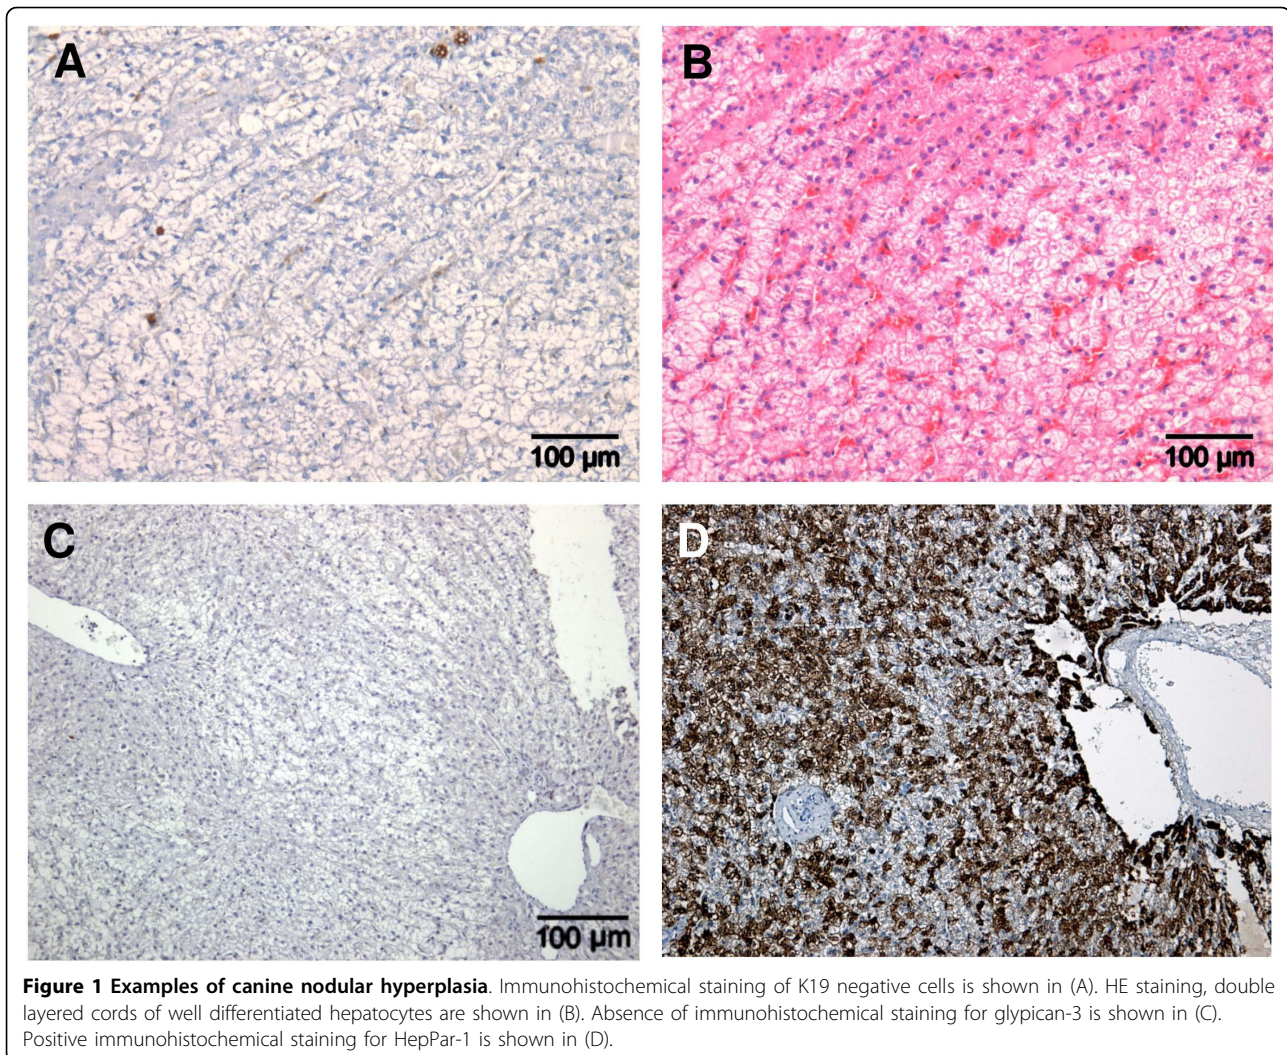 A
B
100 µm
100 µm
C
D
100 µm
Figure 1 Examples of canine nodular hyperplasia. Immunohistochemical staining of K19 negative cells is shown in (A). HE staining, double
layered cords of well differentiated hepatocytes are shown in (B). Absence of immunohistochemical staining for glypican-3 is shown in (C).
Positive immunohistochemical staining for HepPar-1 is shown in (D).